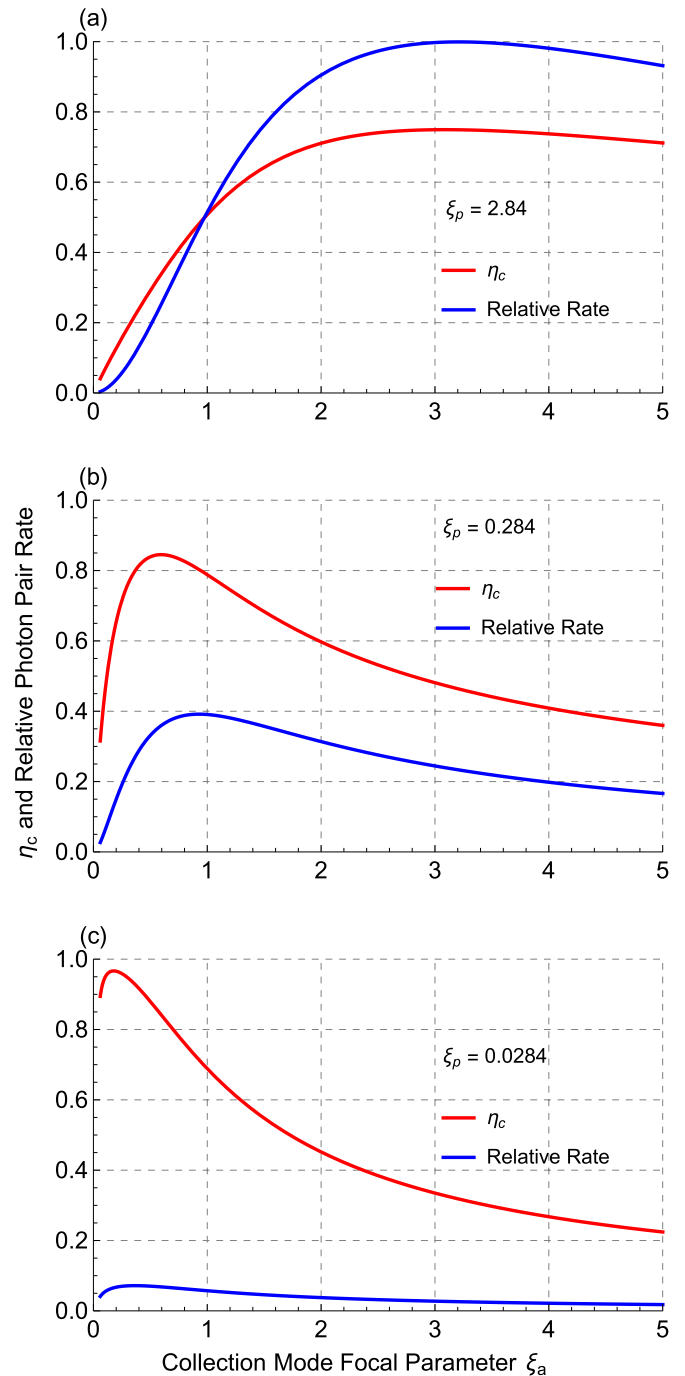 (a)
1.0
0.8
0.6
0.4
0.2
0.0
ξp = 2.84
ηc
Relative Rate
0 1 2 3 4 5
(b)
1.0
0.8
0.6
0.4
0.2
0.0
ξp = 0.284
ηc
Relative Rate
0 1 2 3 4 5
ηc and Relative Photon Pair Rate
(c)
1.0
0.8
0.6
0.4
0.2
0.0
ξp = 0.0284
ηc
Relative Rate
0 1 2 3 4 5
Collection Mode Focal Parameter ξa